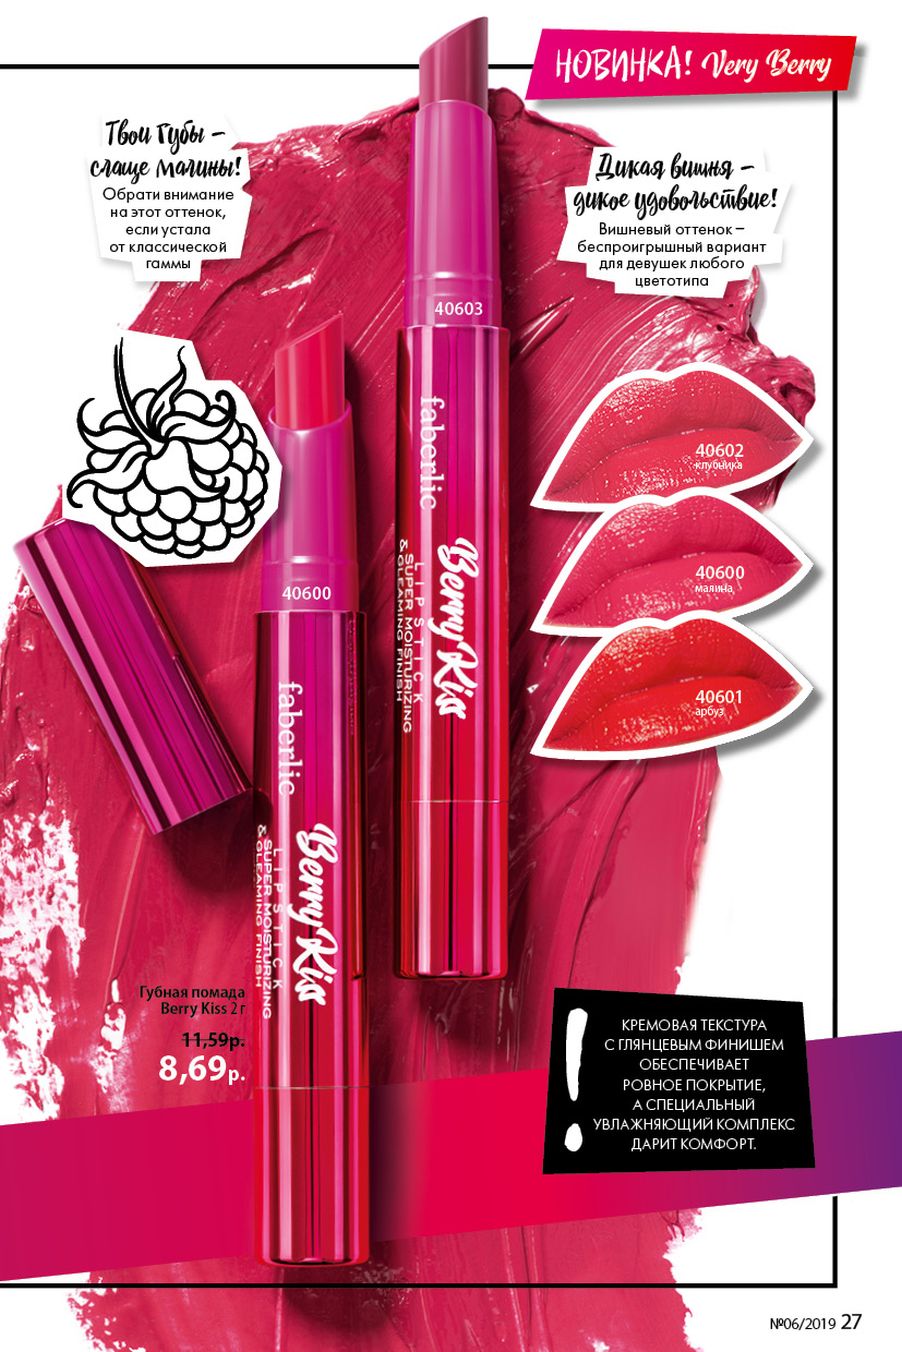 НОВИНКА! Very Berry
Твои губы –
слаще малины!
Обрати внимание
на этот оттенок,
если устала
от классической
гаммы
Дикая вишня –
дикое удовольствие!
Вишневый оттенок –
беспроигрышный вариант
для девушек любого
цветотипа
40603
faberlic
Berry Kiss
LIPSTICK
SUPER MOISTURIZING
& GLEAMING FINISH
40602
клубника
40600
малина
40601
арбуз
40600
faberlic
Berry Kiss
LIPSTICK
SUPER MOISTURIZING
& GLEAMING FINISH
Губная помада
Berry Kiss 2 г
11,59р.
8,69р.
!
КРЕМОВАЯ ТЕКСТУРА
С ГЛЯНЦЕВЫМ ФИНИШЕМ
ОБЕСПЕЧИВАЕТ
РОВНОЕ ПОКРЫТИЕ,
А СПЕЦИАЛЬНЫЙ
УВЛАЖНЯЮЩИЙ КОМПЛЕКС
ДАРИТ КОМФОРТ.
№06/2019 27